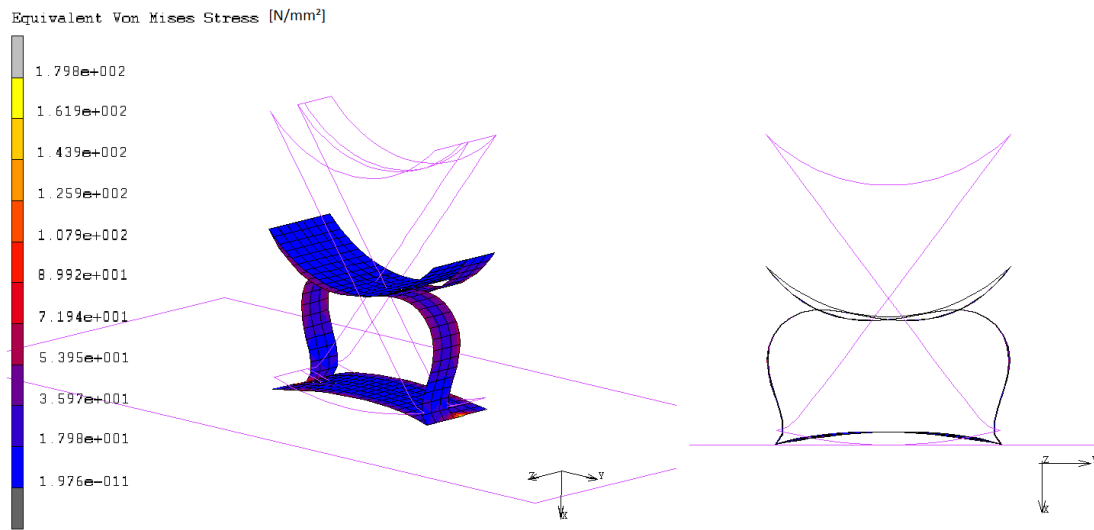 Equivalent Von Mises Stress [N/mm²]
1.798e+002
1.619e+002
1.439e+002
1.259e+002
1.079e+002
8.992e+001
7.194e+001
5.395e+001
3.597e+001
1.798e+001
1.976e-011
Z Y
X
Z Y
X